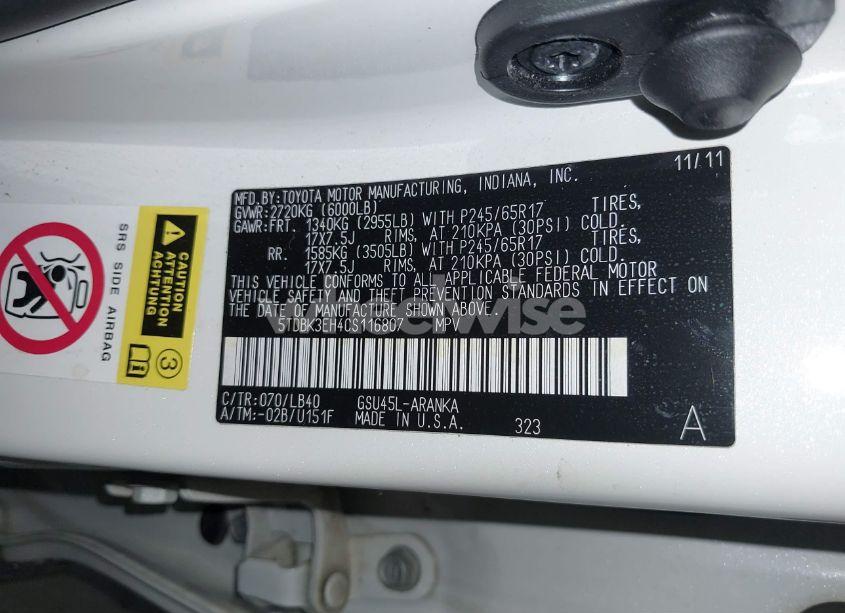 11/11
MFD.BY:TOYOTA MOTOR MANUFACTURING, INDIANA, INC.
GVWR:2720KG (6000LB)
GAWR:FRT. 1340KG (2955LB) WITH P245/65R17 TIRES,
17X7.5J RIMS, AT 210KPA (30PSI) COLD.
RR. 1585KG (3505LB) WITH P245/65R17 TIRES,
17X7.5J RIMS, AT 210KPA (30PSI) COLD.
THIS VEHICLE CONFORMS TO ALL APPLICABLE FEDERAL MOTOR
VEHICLE SAFETY AND THEFT PREVENTION STANDARDS IN EFFECT ON
THE DATE OF MANUFACTURE SHOWN ABOVE.
5TDBK3EH4CS116807 MPV
C/TR:070/LB40 GSU45L-ARANKA
A/TM:-02B/U151F MADE IN U.S.A. 323 A
SRS SIDE AIRBAG
CAUTION
ATTENTION
ACHTUNG
3
wheelwise